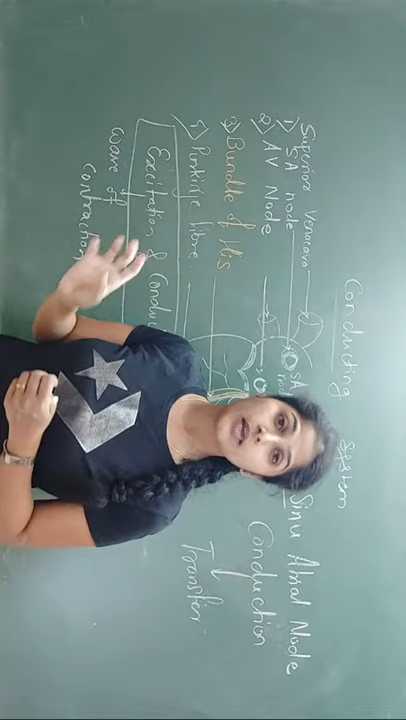 Conducting System
Superior Venacava
1) SA node
2) AV Node
3) Bundle of His
4) Purkinje fibre
Excitation &
wave of
Contraction
SA
Sinu Atrial Node
Conduction
Transfer